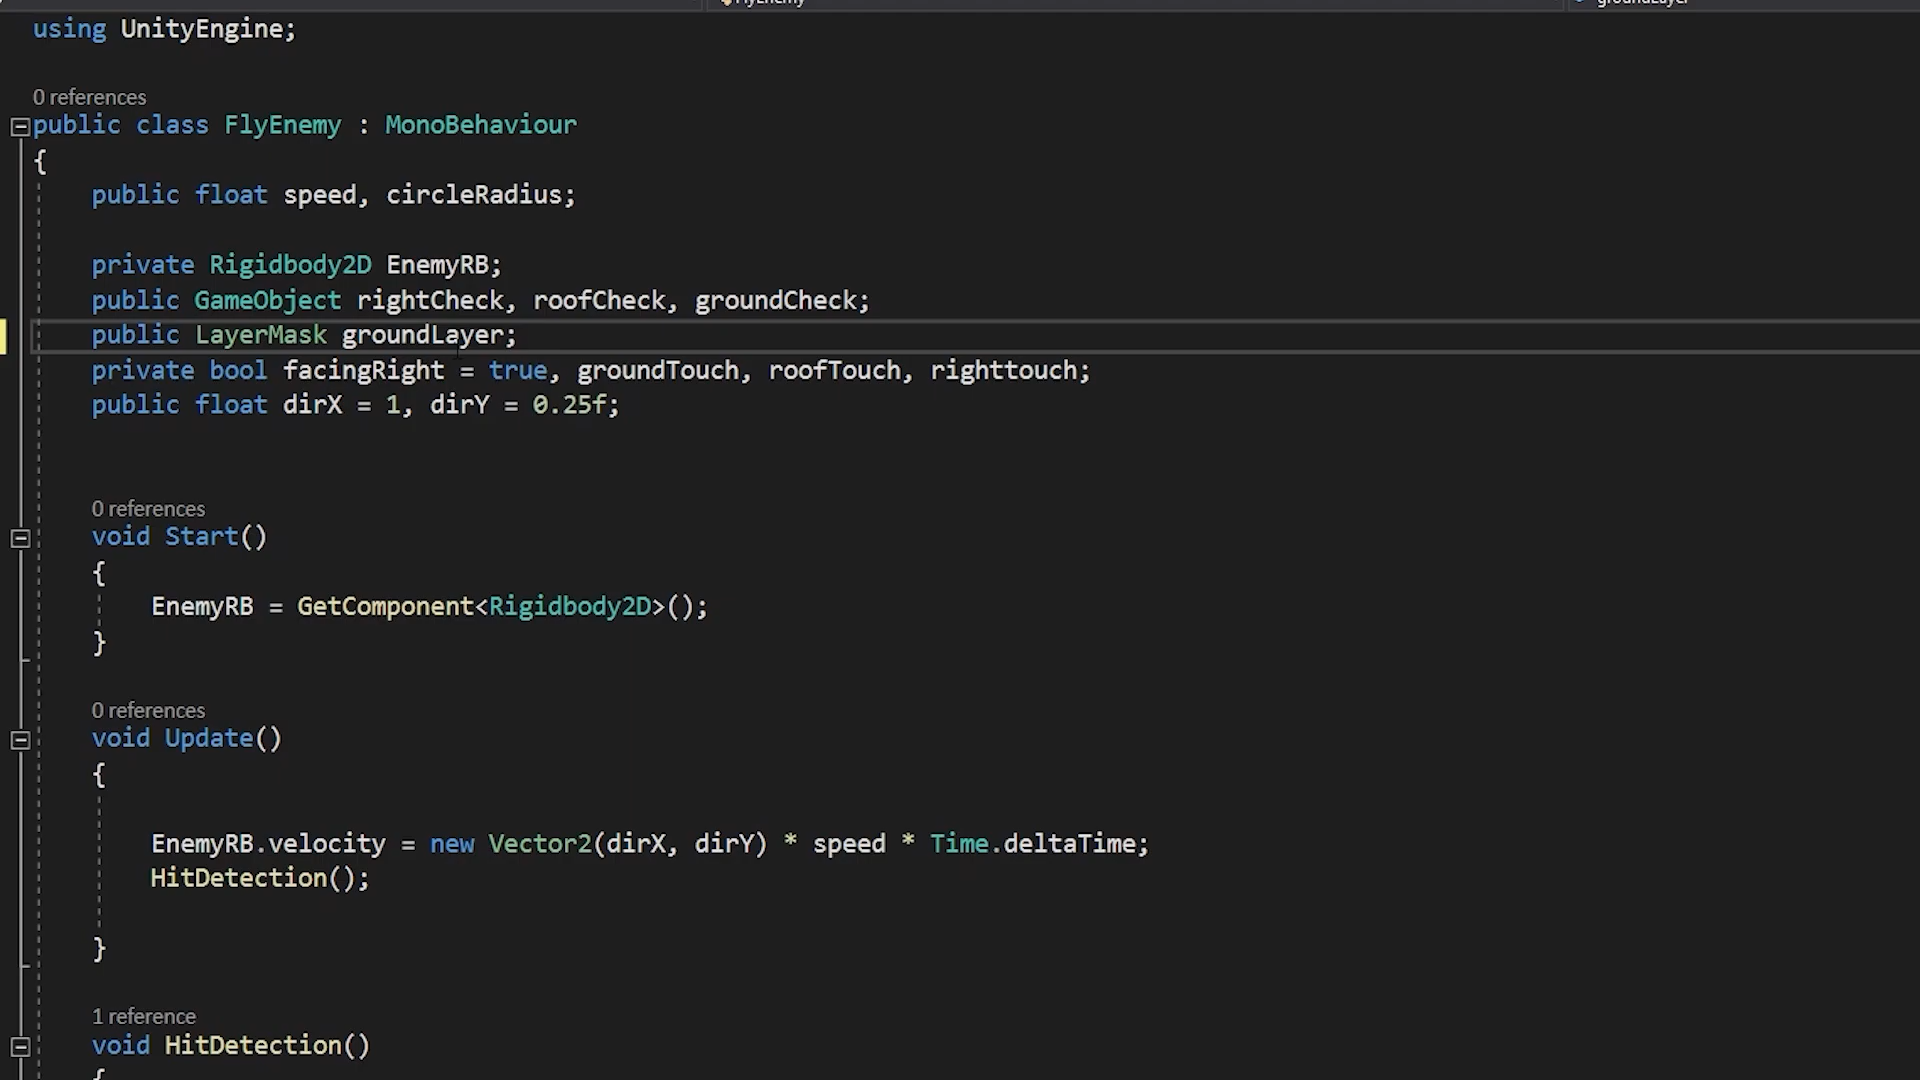 FlyEnemy groundLayer
using UnityEngine;
0 references
public class FlyEnemy : MonoBehaviour
{
public float speed, circleRadius;
private Rigidbody2D EnemyRB;
public GameObject rightCheck, roofCheck, groundCheck;
public LayerMask groundLayer;
private bool facingRight = true, groundTouch, roofTouch, righttouch;
public float dirX = 1, dirY = 0.25f;
0 references
void Start()
{
EnemyRB = GetComponent<Rigidbody2D>();
}
0 references
void Update()
{
EnemyRB.velocity = new Vector2(dirX, dirY) * speed * Time.deltaTime;
HitDetection();
}
1 reference
void HitDetection()
{